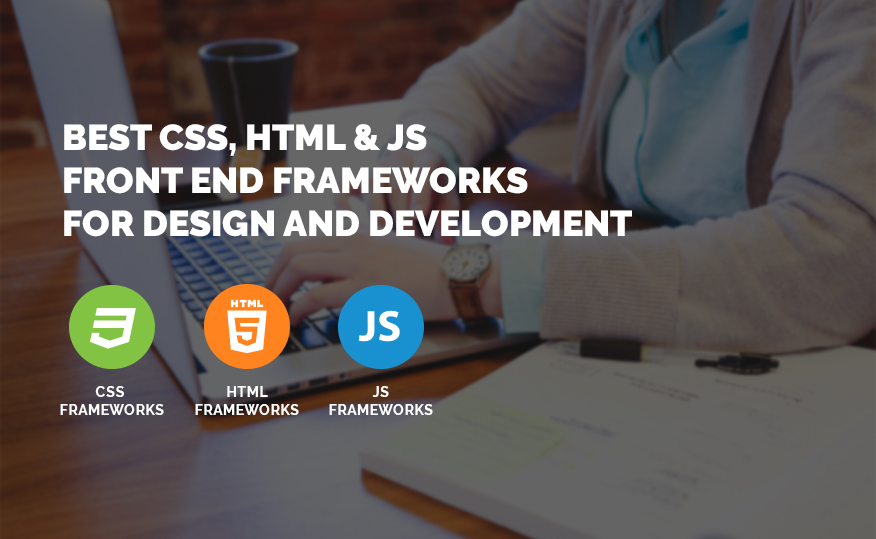 BEST CSS, HTML & JS
FRONT END FRAMEWORKS
FOR DESIGN AND DEVELOPMENT
HTML
5
JS
CSS
FRAMEWORKS
HTML
FRAMEWORKS
JS
FRAMEWORKS